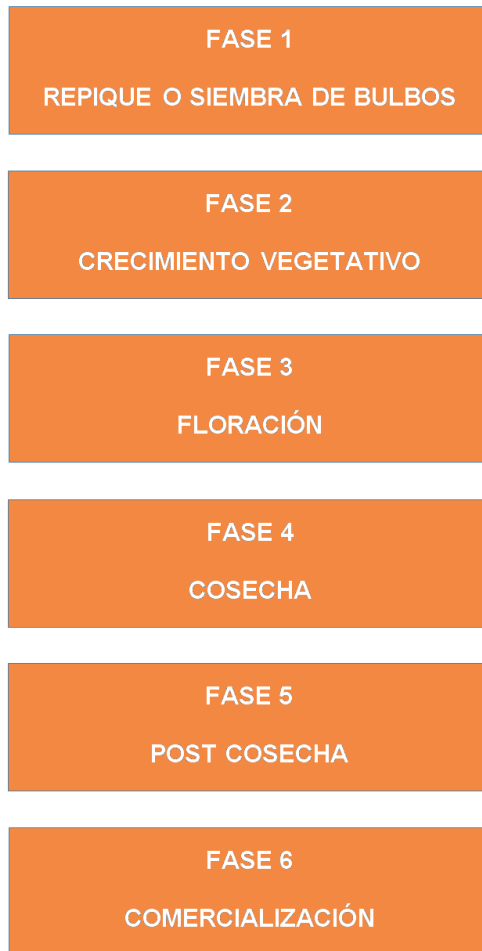 FASE 1
REPIQUE O SIEMBRA DE BULBOS
FASE 2
CRECIMIENTO VEGETATIVO
FASE 3
FLORACIÓN
FASE 4
COSECHA
FASE 5
POST COSECHA
FASE 6
COMERCIALIZACIÓN